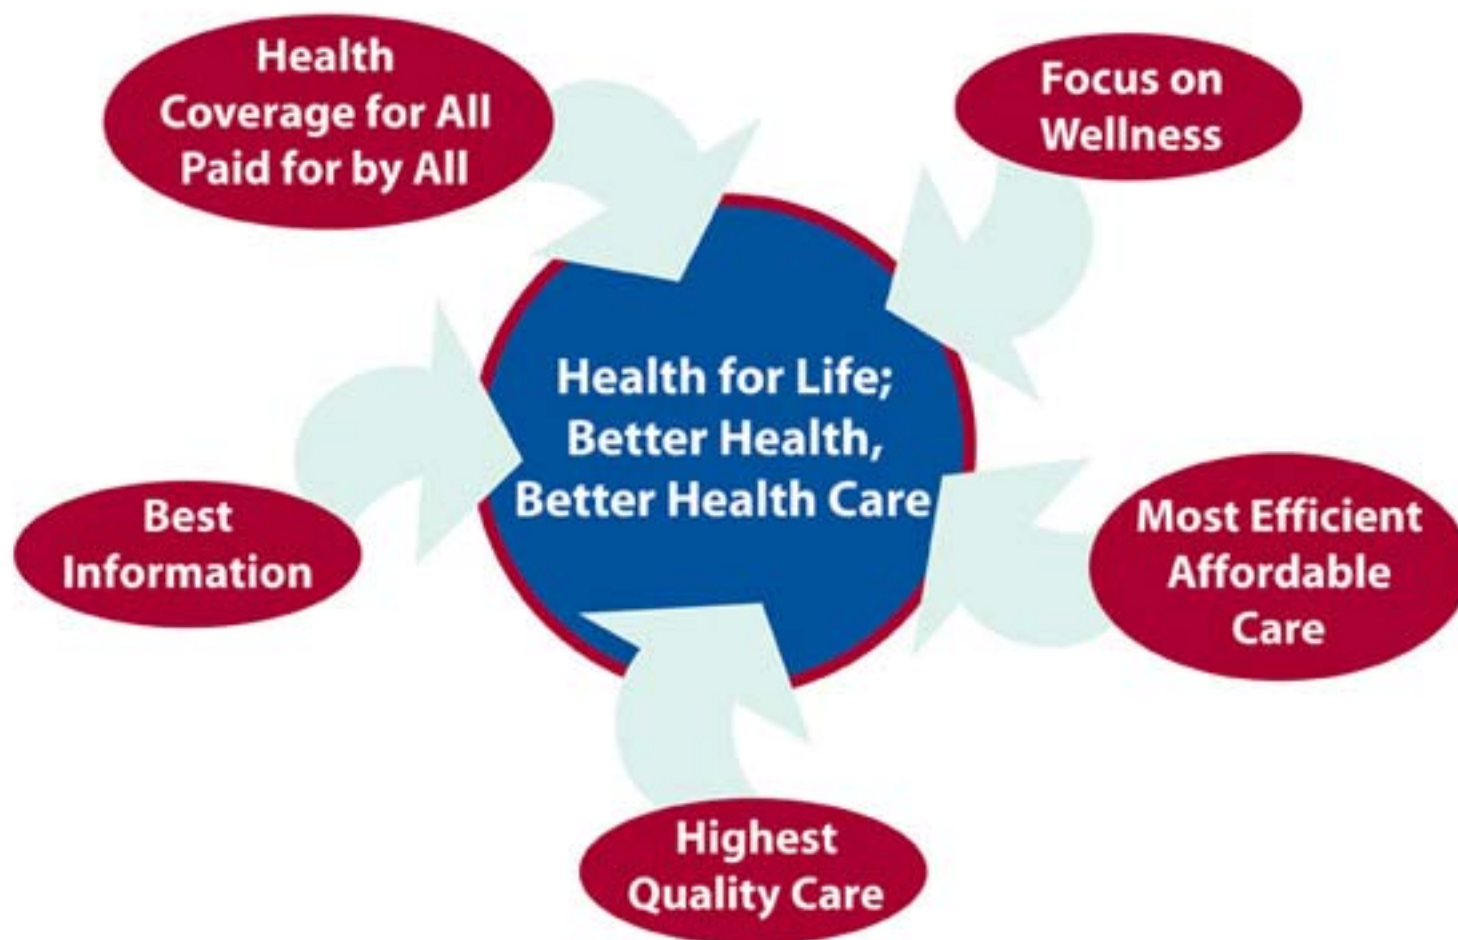 Health
Coverage for All
Paid for by All
Focus on
Wellness
Health for Life;
Better Health,
Better Health Care
Best
Information
Most Efficient
Affordable
Care
Highest
Quality Care